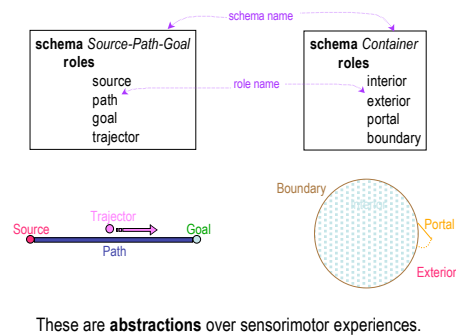 schema name
schema Source-Path-Goal
roles
source
path
goal
trajector
role name
schema Container
roles
interior
exterior
portal
boundary
Source
Trajector
Goal
Path
Boundary
Interior
Portal
Exterior
These are abstractions over sensorimotor experiences.